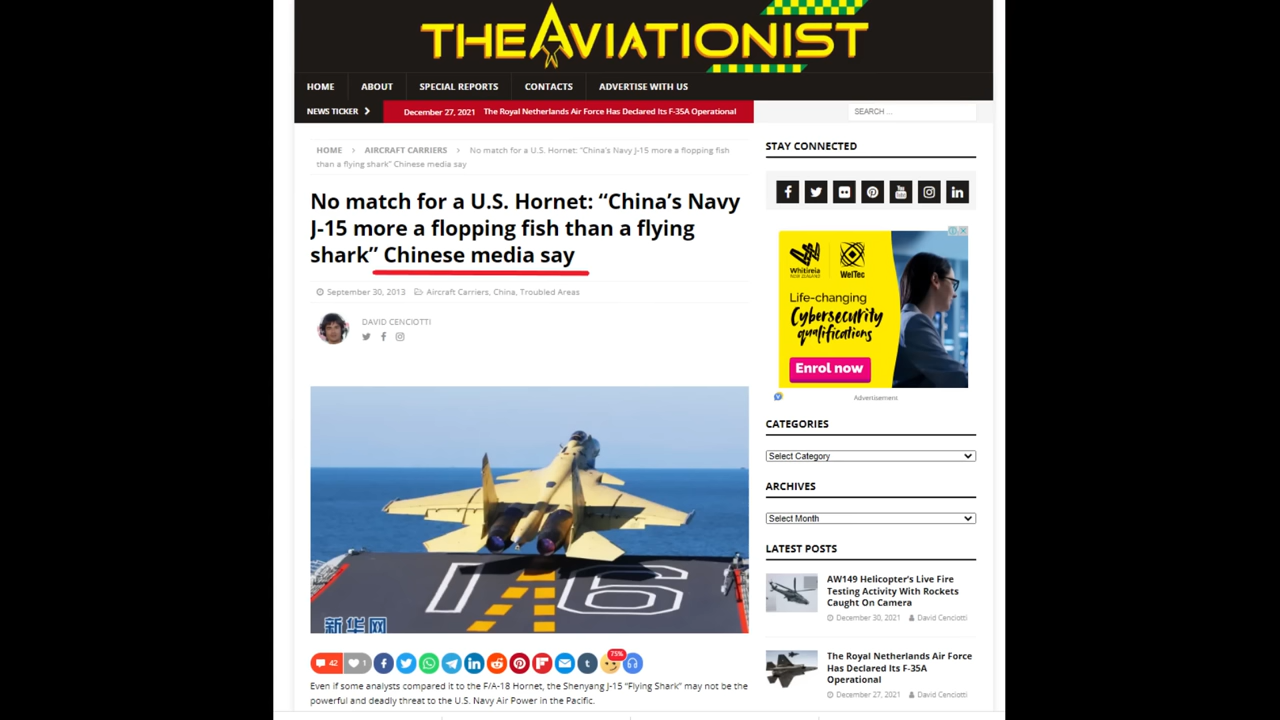 THE AVIATIONIST
HOME ABOUT SPECIAL REPORTS CONTACTS ADVERTISE WITH US
NEWS TICKER December 27, 2021 The Royal Netherlands Air Force Has Declared Its F-35A Operational
SEARCH ...
HOME > AIRCRAFT CARRIERS > No match for a U.S. Hornet: “China’s Navy J-15 more a flopping fish
than a flying shark” Chinese media say
No match for a U.S. Hornet: “China’s Navy
J-15 more a flopping fish than a flying
shark” Chinese media say
September 30, 2013 Aircraft Carriers, China, Troubled Areas
DAVID CENCIOTTI
16
新华网
42 1 75%
Even if some analysts compared it to the F/A-18 Hornet, the Shenyang J-15 “Flying Shark” may not be the
powerful and deadly threat to the U.S. Navy Air Power in the Pacific.
STAY CONNECTED
Whitireia
NEW ZEALAND
WelTec
Life-changing
Cybersecurity
qualifications
Enrol now
Advertisement
CATEGORIES
Select Category
ARCHIVES
Select Month
LATEST POSTS
AW149 Helicopter’s Live Fire
Testing Activity With Rockets
Caught On Camera
December 30, 2021 David Cenciotti
The Royal Netherlands Air Force
Has Declared Its F-35A
Operational
December 27, 2021 David Cenciotti